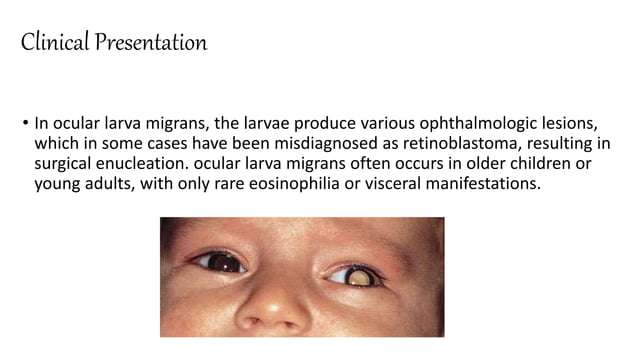 Clinical Presentation
• In ocular larva migrans, the larvae produce various ophthalmologic lesions,
which in some cases have been misdiagnosed as retinoblastoma, resulting in
surgical enucleation. ocular larva migrans often occurs in older children or
young adults, with only rare eosinophilia or visceral manifestations.